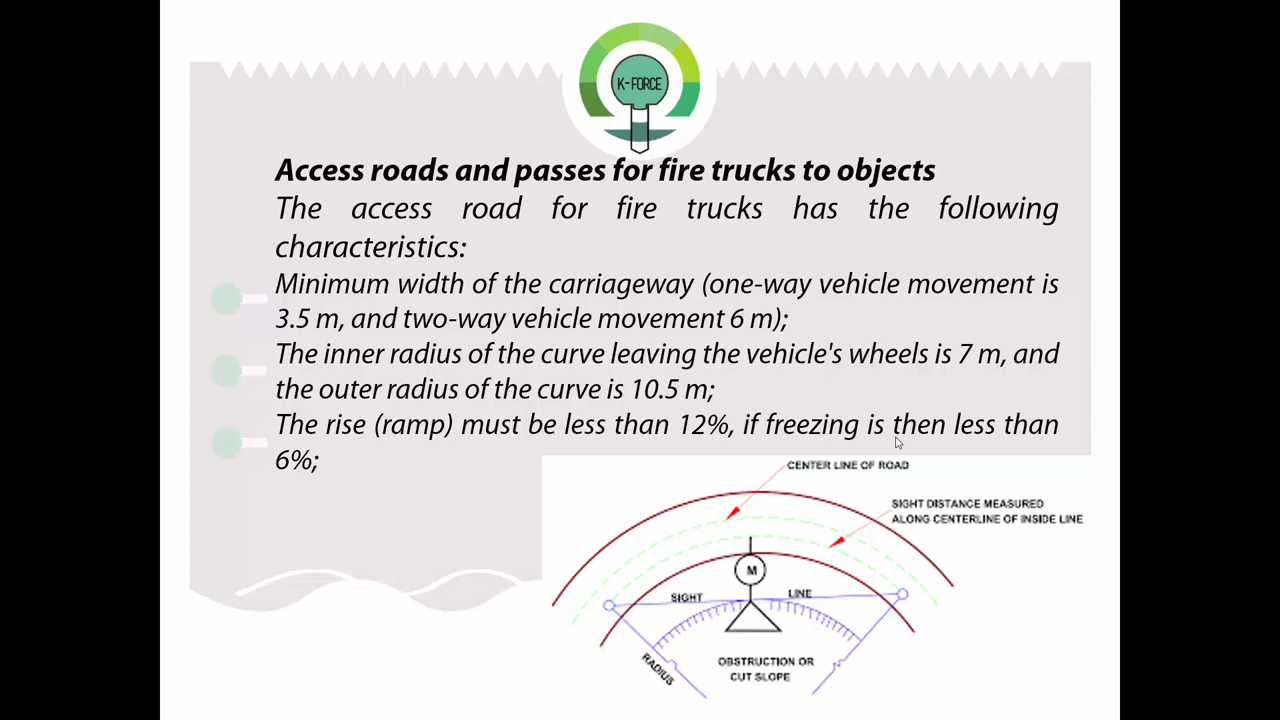 K-FORCE
Access roads and passes for fire trucks to objects
The access road for fire trucks has the following
characteristics:
Minimum width of the carriageway (one-way vehicle movement is
3.5 m, and two-way vehicle movement 6 m);
The inner radius of the curve leaving the vehicle's wheels is 7 m, and
the outer radius of the curve is 10.5 m;
The rise (ramp) must be less than 12%, if freezing is then less than
6%;
CENTER LINE OF ROAD
SIGHT DISTANCE MEASURED
ALONG CENTERLINE OF INSIDE LINE
M
SIGHT LINE
RADIUS
OBSTRUCTION OR
CUT SLOPE